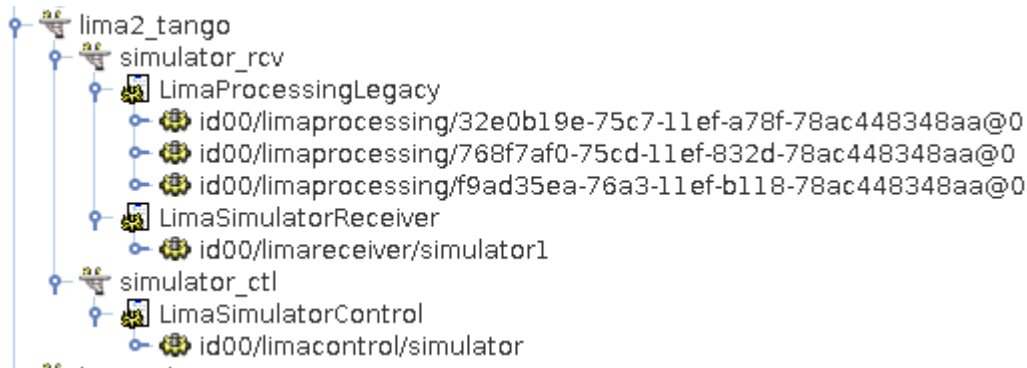 lima2_tango
simulator_rcv
LimaProcessingLegacy
id00/limaprocessing/32e0b19e-75c7-11ef-a78f-78ac448348aa@0
id00/limaprocessing/768f7af0-75cd-11ef-832d-78ac448348aa@0
id00/limaprocessing/f9ad35ea-76a3-11ef-b118-78ac448348aa@0
LimaSimulatorReceiver
id00/limareceiver/simulator1
simulator_ctl
LimaSimulatorControl
id00/limacontrol/simulator